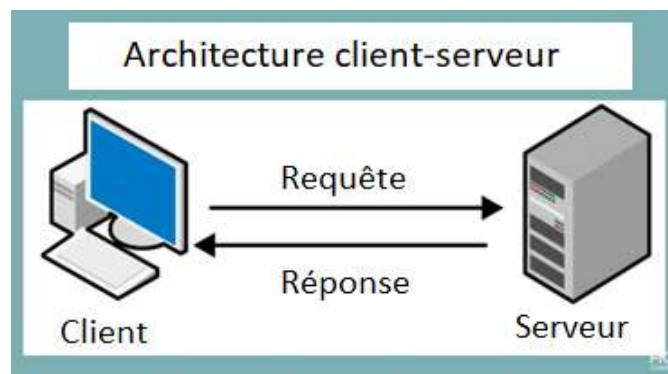 Architecture client-serveur
Requête
Réponse
Client
Serveur